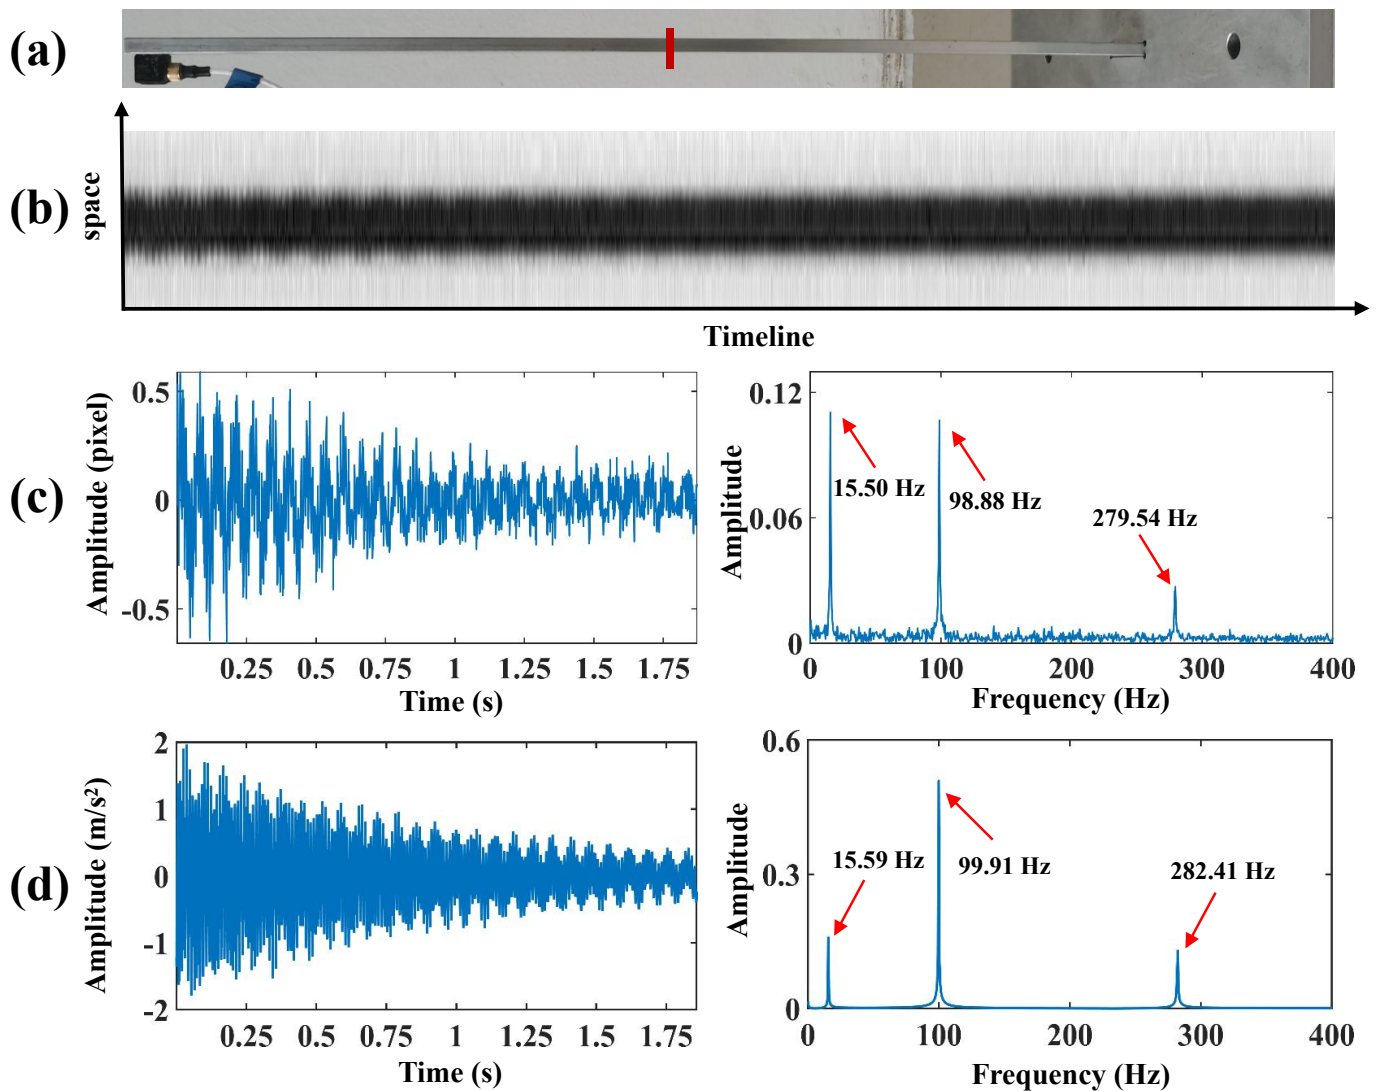 (a)
(b)
space
Timeline
(c)
Amplitude (pixel)
0.5
0
-0.5
0.25 0.5 0.75 1 1.25 1.5 1.75
Time (s)
Amplitude
0.12
0.06
0
15.50 Hz
98.88 Hz
279.54 Hz
0 100 200 300 400
Frequency (Hz)
(d)
Amplitude (m/s²)
2
1
0
-1
-2
0.25 0.5 0.75 1 1.25 1.5 1.75
Time (s)
Amplitude
0.6
0.3
0
15.59 Hz
99.91 Hz
282.41 Hz
0 100 200 300 400
Frequency (Hz)